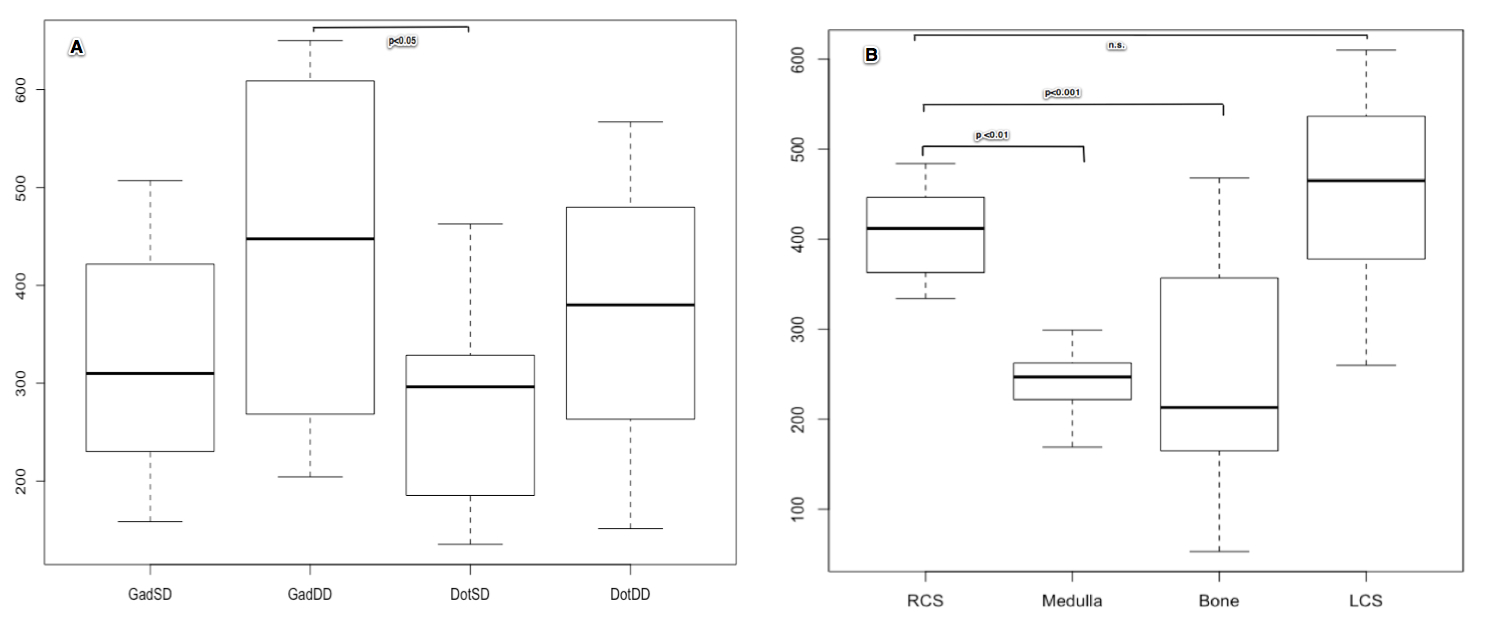 A
p<0.05
600
500
400
300
200
GadSD GadDD DotSD DotDD
B
n.s.
p<0.001
p <0.01
600
500
400
300
200
100
RCS Medulla Bone LCS